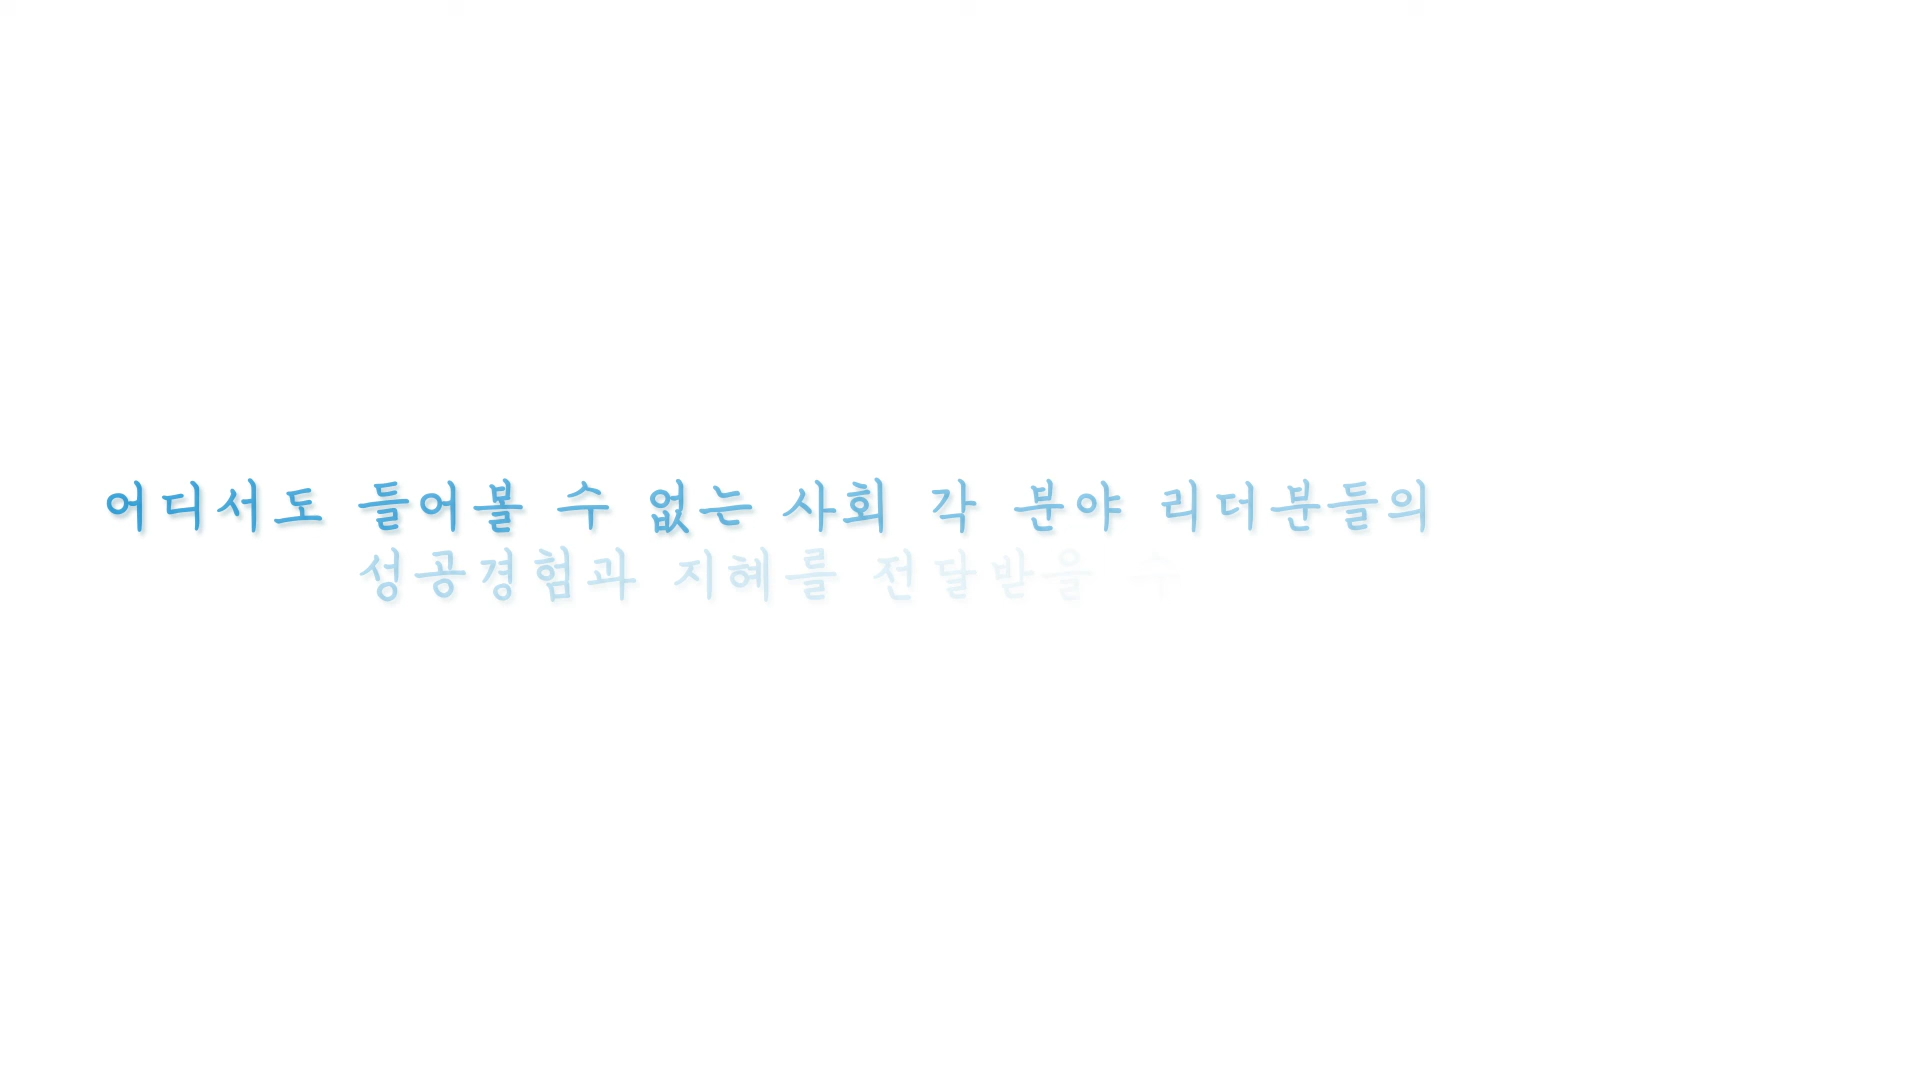 어디서도 들어볼 수 없는 사회 각 분야 리더분들의
성공경험과 지혜를 전달받을 수